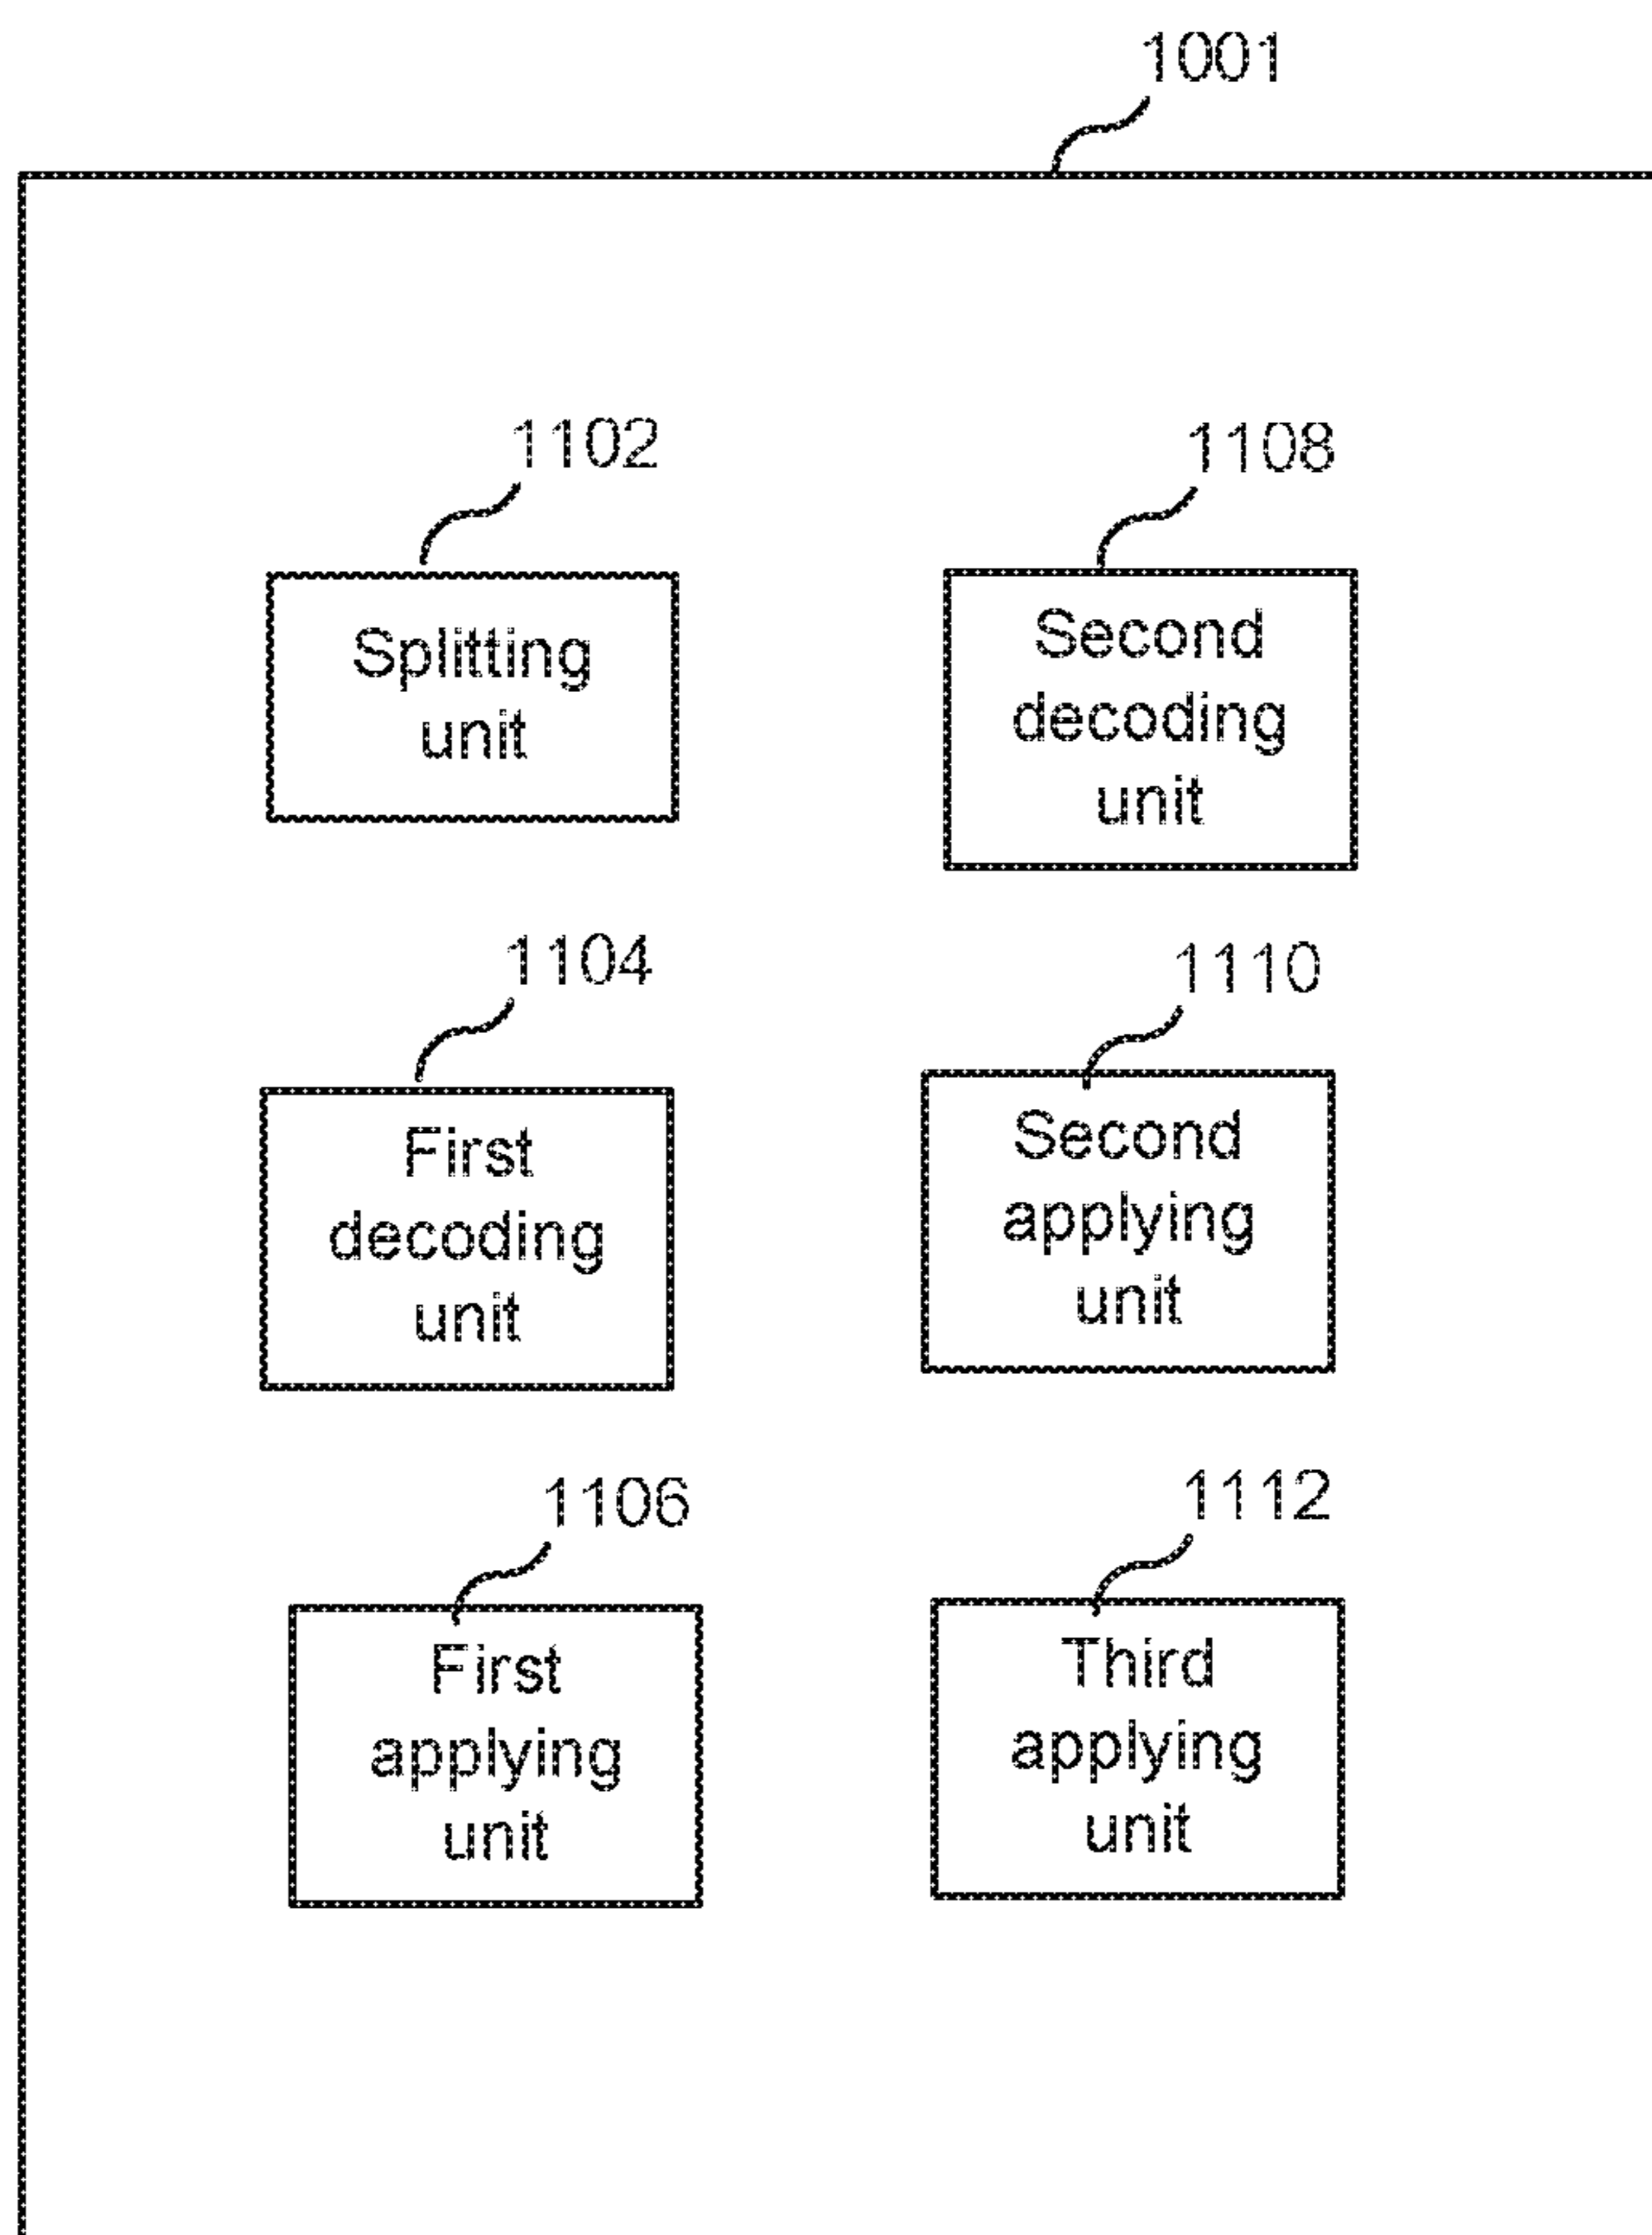 1001
1102
Splitting
unit
1108
Second
decoding
unit
1104
First
decoding
unit
1110
Second
applying
unit
1106
First
applying
unit
1112
Third
applying
unit